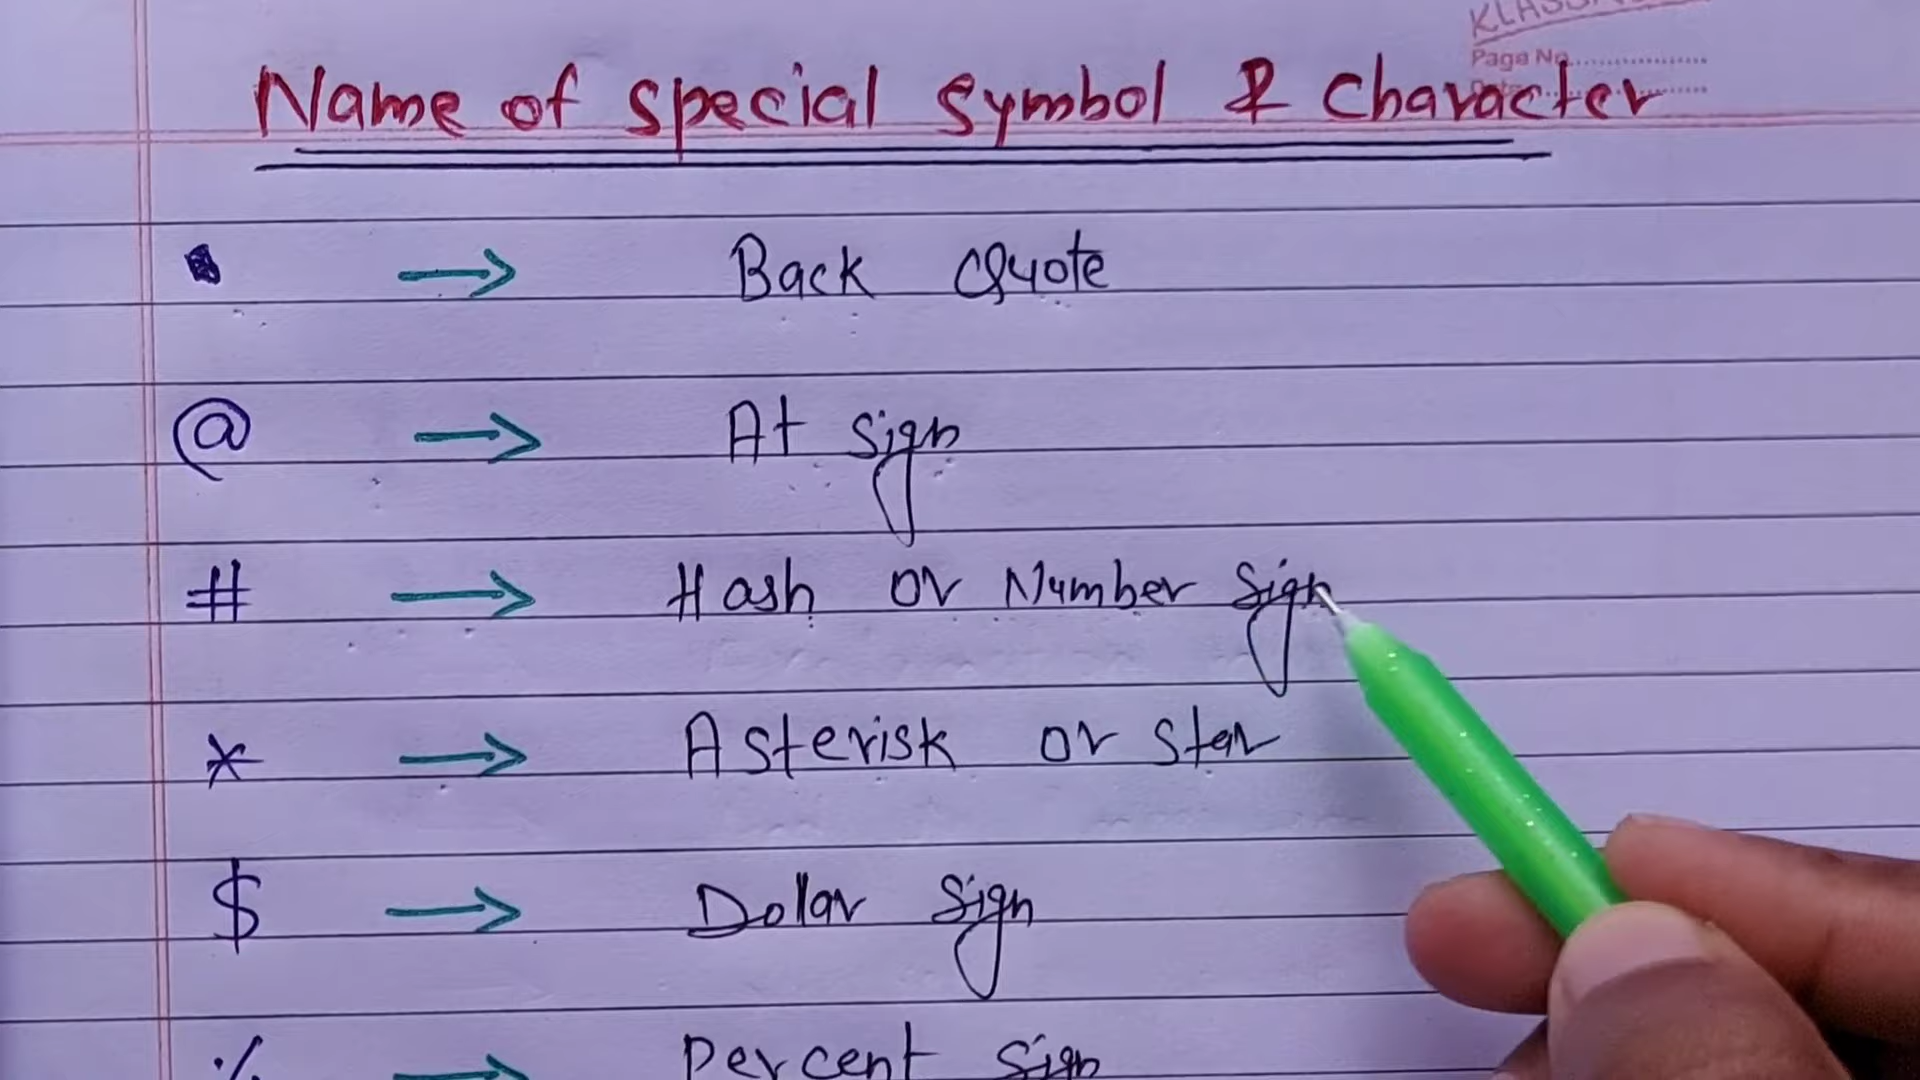 Page No
Name of special symbol & character
→ Back Quote
@ → At sign
# → Hash or Number Sign
* → Asterisk or star
$ → Dollar Sign
% → Percent Sign